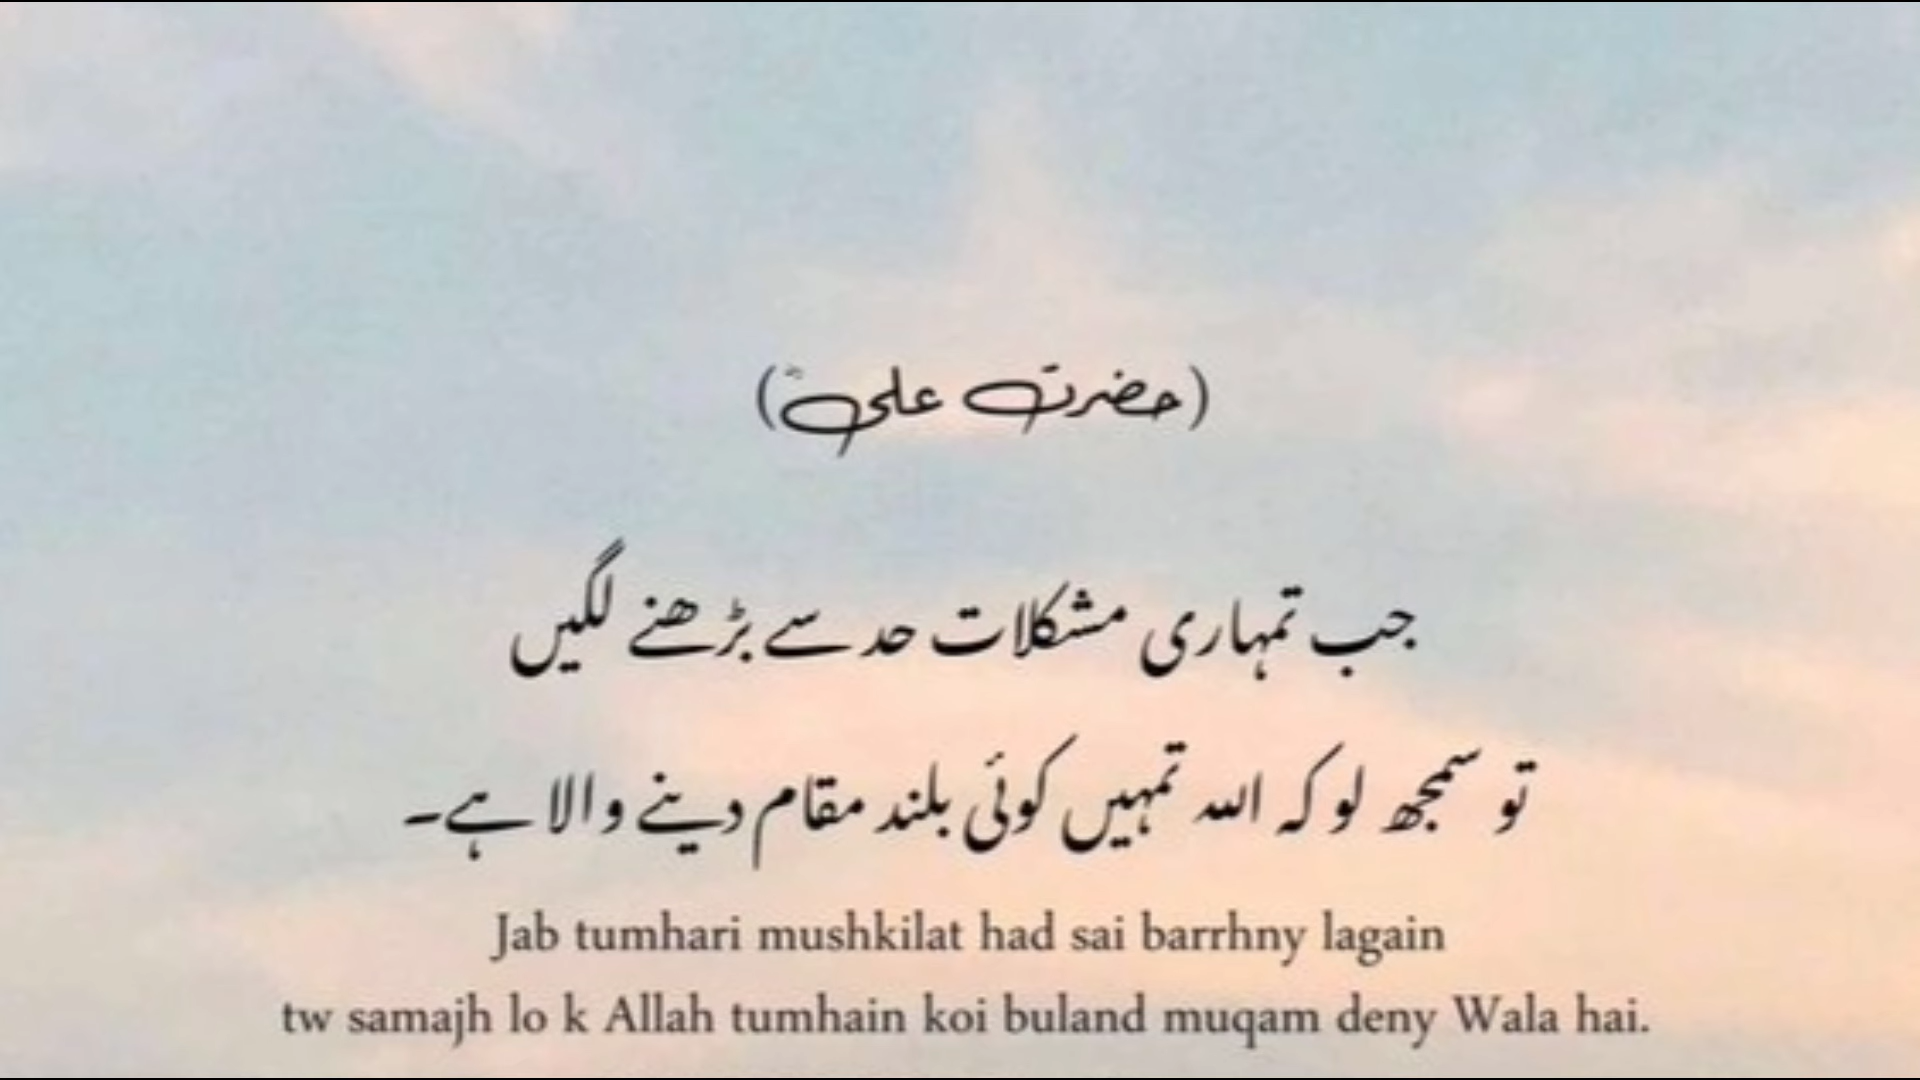 (حضرت علیؓ)
جب تمہاری مشکلات حد سے بڑھنے لگیں
تو سمجھ لو کہ اللہ تمہیں کوئی بلند مقام دینے والا ہے۔
Jab tumhari mushkilat had sai barrhny lagain
tw samajh lo k Allah tumhain koi buland muqam deny Wala hai.